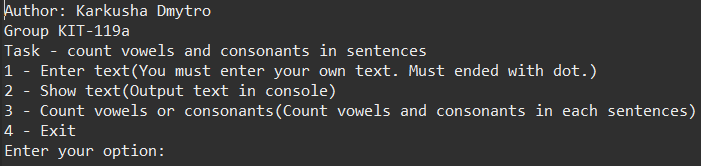 Author: Karkusha Dmytro
Group KIT-119a
Task - count vowels and consonants in sentences
1 - Enter text(You must enter your own text. Must ended with dot.)
2 - Show text(Output text in console)
3 - Count vowels or consonants(Count vowels and consonants in each sentences)
4 - Exit
Enter your option: